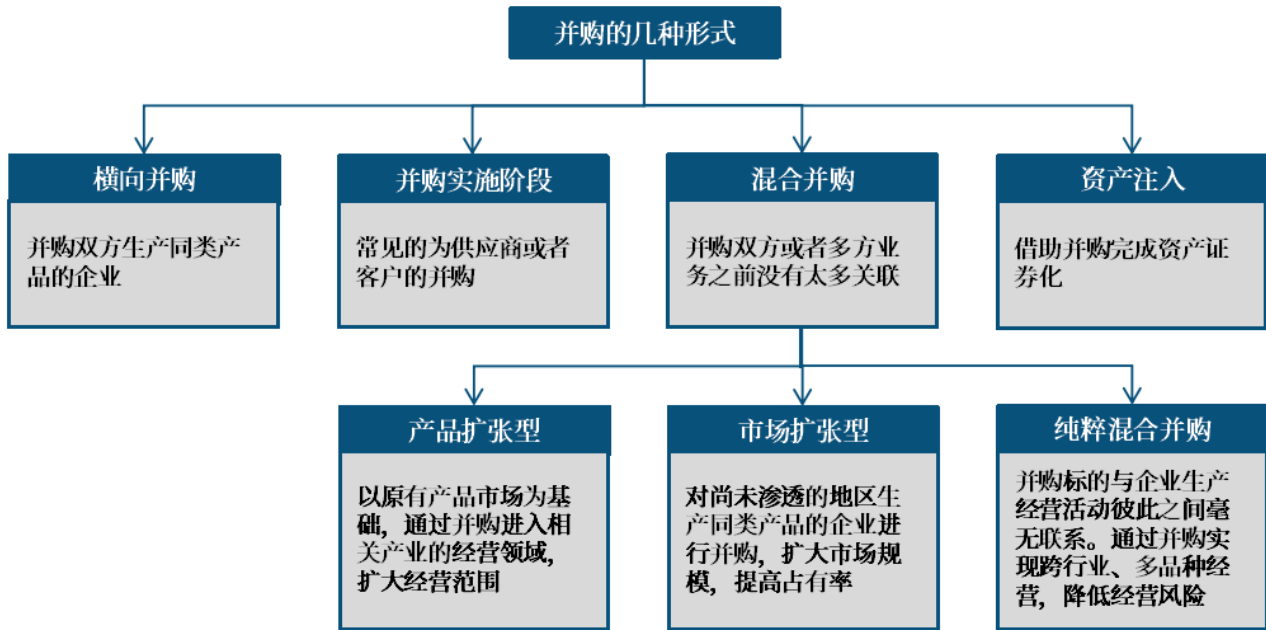 并购的几种形式
横向并购
并购双方生产同类产
品的企业
并购实施阶段
常见的为供应商或者
客户的并购
混合并购
并购双方或者多方业
务之前没有太多关联
资产注入
借助并购完成资产证
券化
产品扩张型
以原有产品市场为基
础，通过并购进入相
关产业的经营领域，
扩大经营范围
市场扩张型
对尚未渗透的地区生
产同类产品的企业进
行并购，扩大市场规
模，提高占有率
纯粹混合并购
并购标的与企业生产
经营活动彼此之间毫
无联系。通过并购实
现跨行业、多品种经
营，降低经营风险